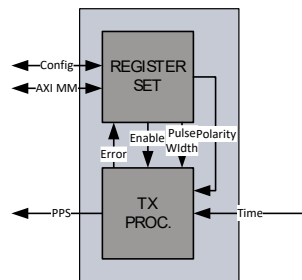 Config
AXI MM
REGISTER
SET
Error
Enable
Pulse
WIdth
Polarity
PPS
TX
PROC.
Time